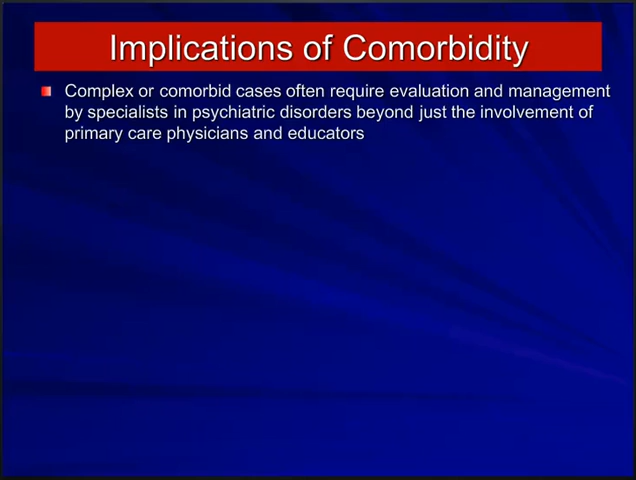 Implications of Comorbidity
Complex or comorbid cases often require evaluation and management
by specialists in psychiatric disorders beyond just the involvement of
primary care physicians and educators